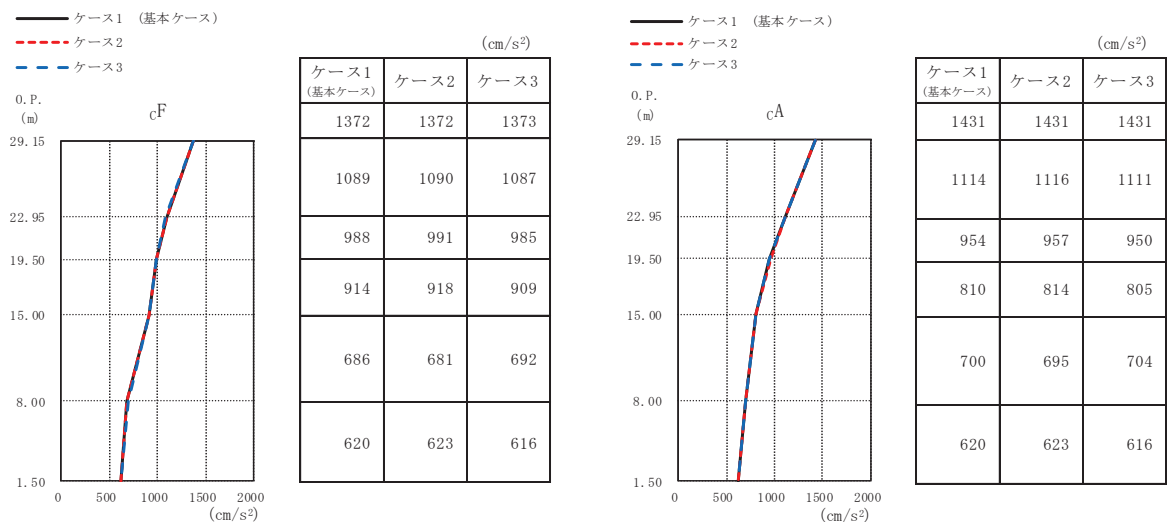 ケース1 (基本ケース)
ケース2
ケース3
O.P.
(m)
cF
29.15
22.95
19.50
15.00
8.00
1.50
0 500 1000 1500 2000
(cm/s²)
(cm/s²)
ケース1 ケース2 ケース3
(基本ケース)
1372 1372 1373
1089 1090 1087
988 991 985
914 918 909
686 681 692
620 623 616
ケース1 (基本ケース)
ケース2
ケース3
O.P.
(m)
cA
29.15
22.95
19.50
15.00
8.00
1.50
0 500 1000 1500 2000
(cm/s²)
(cm/s²)
ケース1 ケース2 ケース3
(基本ケース)
1431 1431 1431
1114 1116 1111
954 957 950
810 814 805
700 695 704
620 623 616